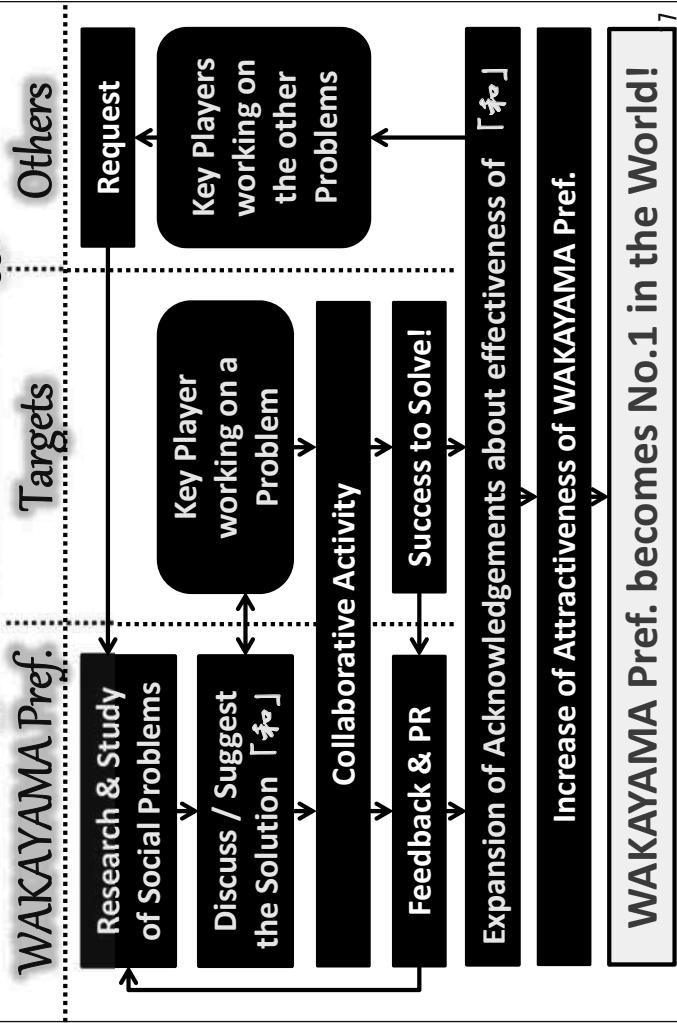 WAKAYAMA Pref.
Targets
Others
Research & Study
of Social Problems
Request
Discuss / Suggest
the Solution「和」
Key Player
working on a
Problem
Key Players
working on
the other
Problems
Collaborative Activity
Feedback & PR
Success to Solve!
Expansion of Acknowledgements about effectiveness of 「和」
Increase of Attractiveness of WAKAYAMA Pref.
WAKAYAMA Pref. becomes No.1 in the World!
7